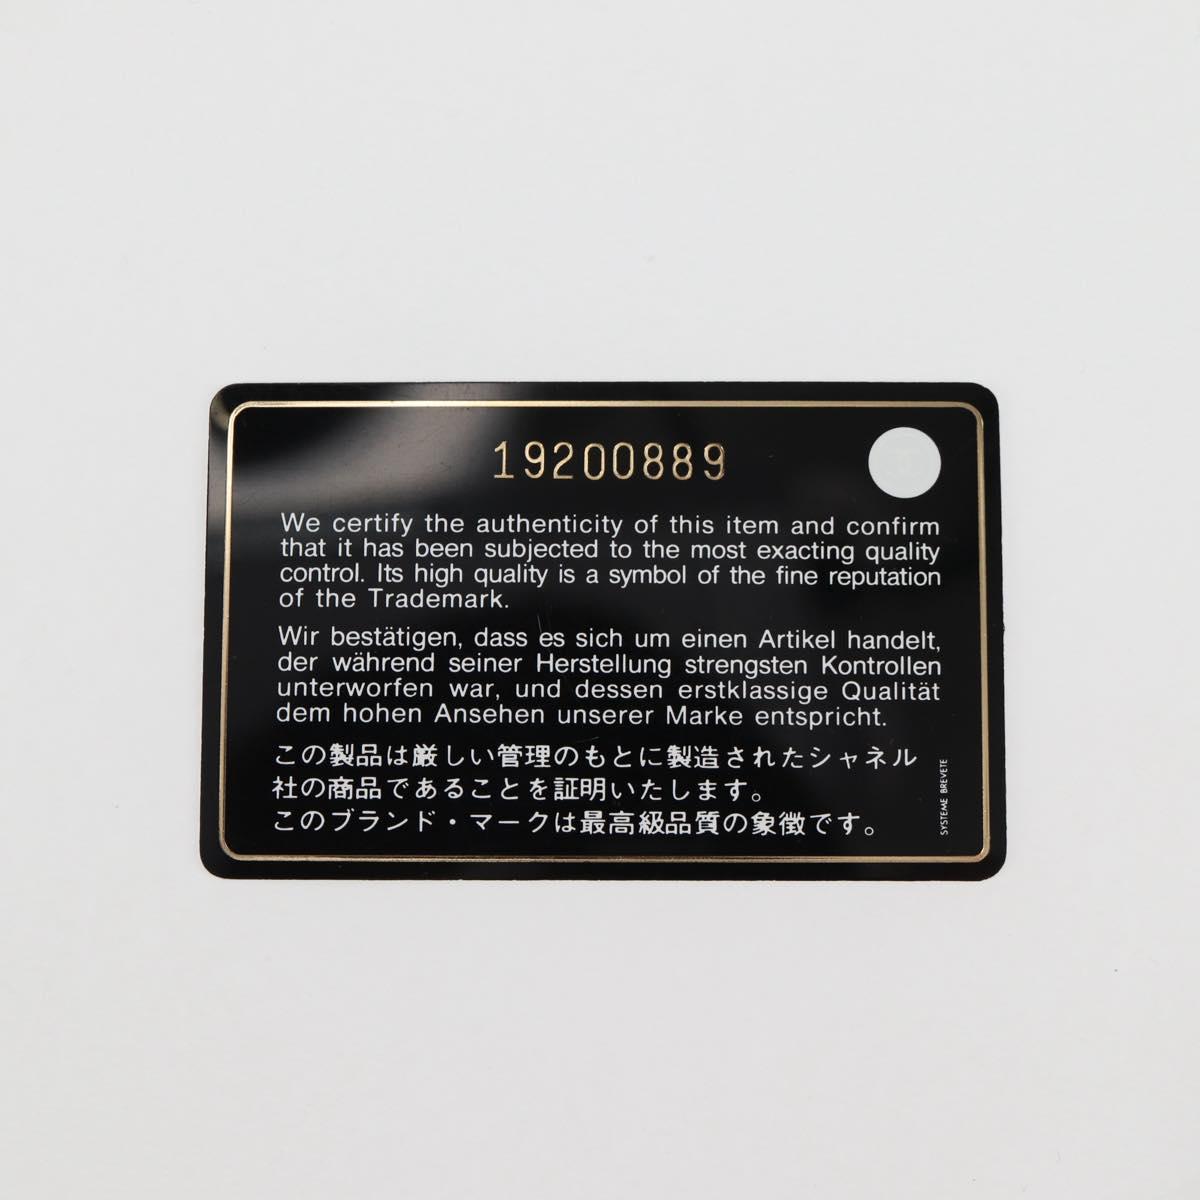 19200889
We certify the authenticity of this item and confirm
that it has been subjected to the most exacting quality
control. Its high quality is a symbol of the fine reputation
of the Trademark.
Wir bestätigen, dass es sich um einen Artikel handelt,
der während seiner Herstellung strengsten Kontrollen
unterworfen war, und dessen erstklassige Qualität
dem hohen Ansehen unserer Marke entspricht.
この製品は厳しい管理のもとに製造されたシャネル
社の商品であることを証明いたします。
このブランド・マークは最高級品質の象徴です。
SYSTEME BREVETE